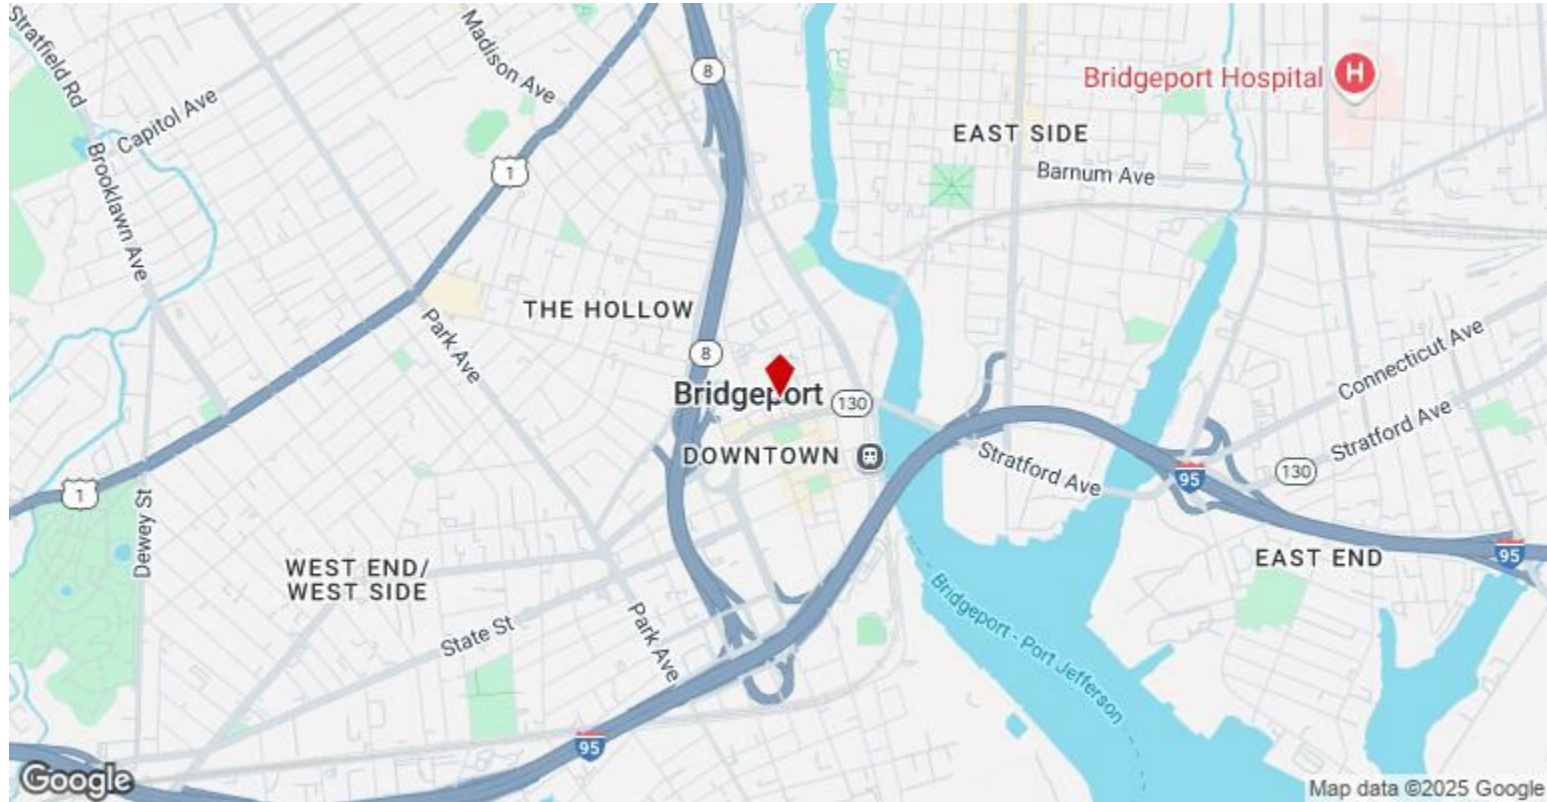 Stratfield Rd
Madison Ave
8
Bridgeport Hospital
H
Capitol Ave
EAST SIDE
Brooklawn Ave
1
Barnum Ave
THE HOLLOW
Park Ave
8
Connecticut Ave
Bridgeport
130
Stratford Ave
DOWNTOWN
Stratford Ave
130
95
1
Dewey St
95
EAST END
WEST END/
WEST SIDE
Bridgeport - Port Jefferson
State St
Park Ave
95
Google
Map data ©2025 Google